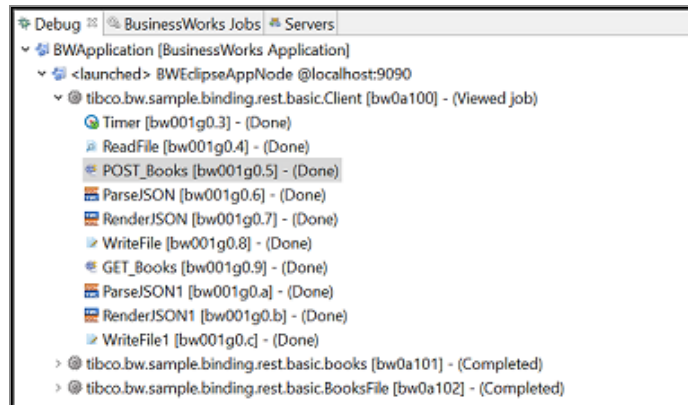 Debug BusinessWorks Jobs Servers
BWApplication [BusinessWorks Application]
<launched> BWEclipseAppNode @localhost:9090
tibco.bw.sample.binding.rest.basic.Client [bw0a100] - (Viewed job)
Timer [bw001g0.3] - (Done)
ReadFile [bw001g0.4] - (Done)
POST_Books [bw001g0.5] - (Done)
ParseJSON [bw001g0.6] - (Done)
RenderJSON [bw001g0.7] - (Done)
WriteFile [bw001g0.8] - (Done)
GET_Books [bw001g0.9] - (Done)
ParseJSON1 [bw001g0.a] - (Done)
RenderJSON1 [bw001g0.b] - (Done)
WriteFile1 [bw001g0.c] - (Done)
tibco.bw.sample.binding.rest.basic.books [bw0a101] - (Completed)
tibco.bw.sample.binding.rest.basic.BooksFile [bw0a102] - (Completed)